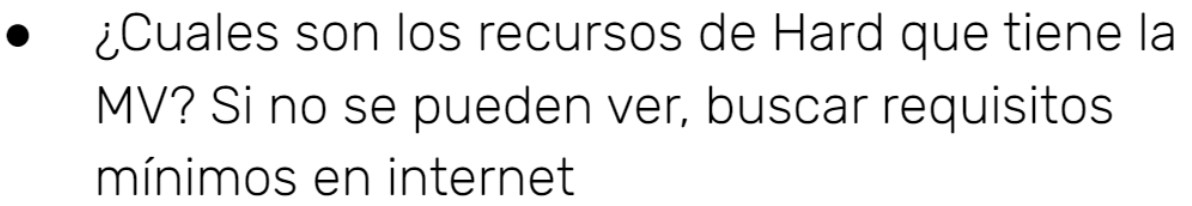 ● ¿Cuales son los recursos de Hard que tiene la
MV? Si no se pueden ver, buscar requisitos
mínimos en internet